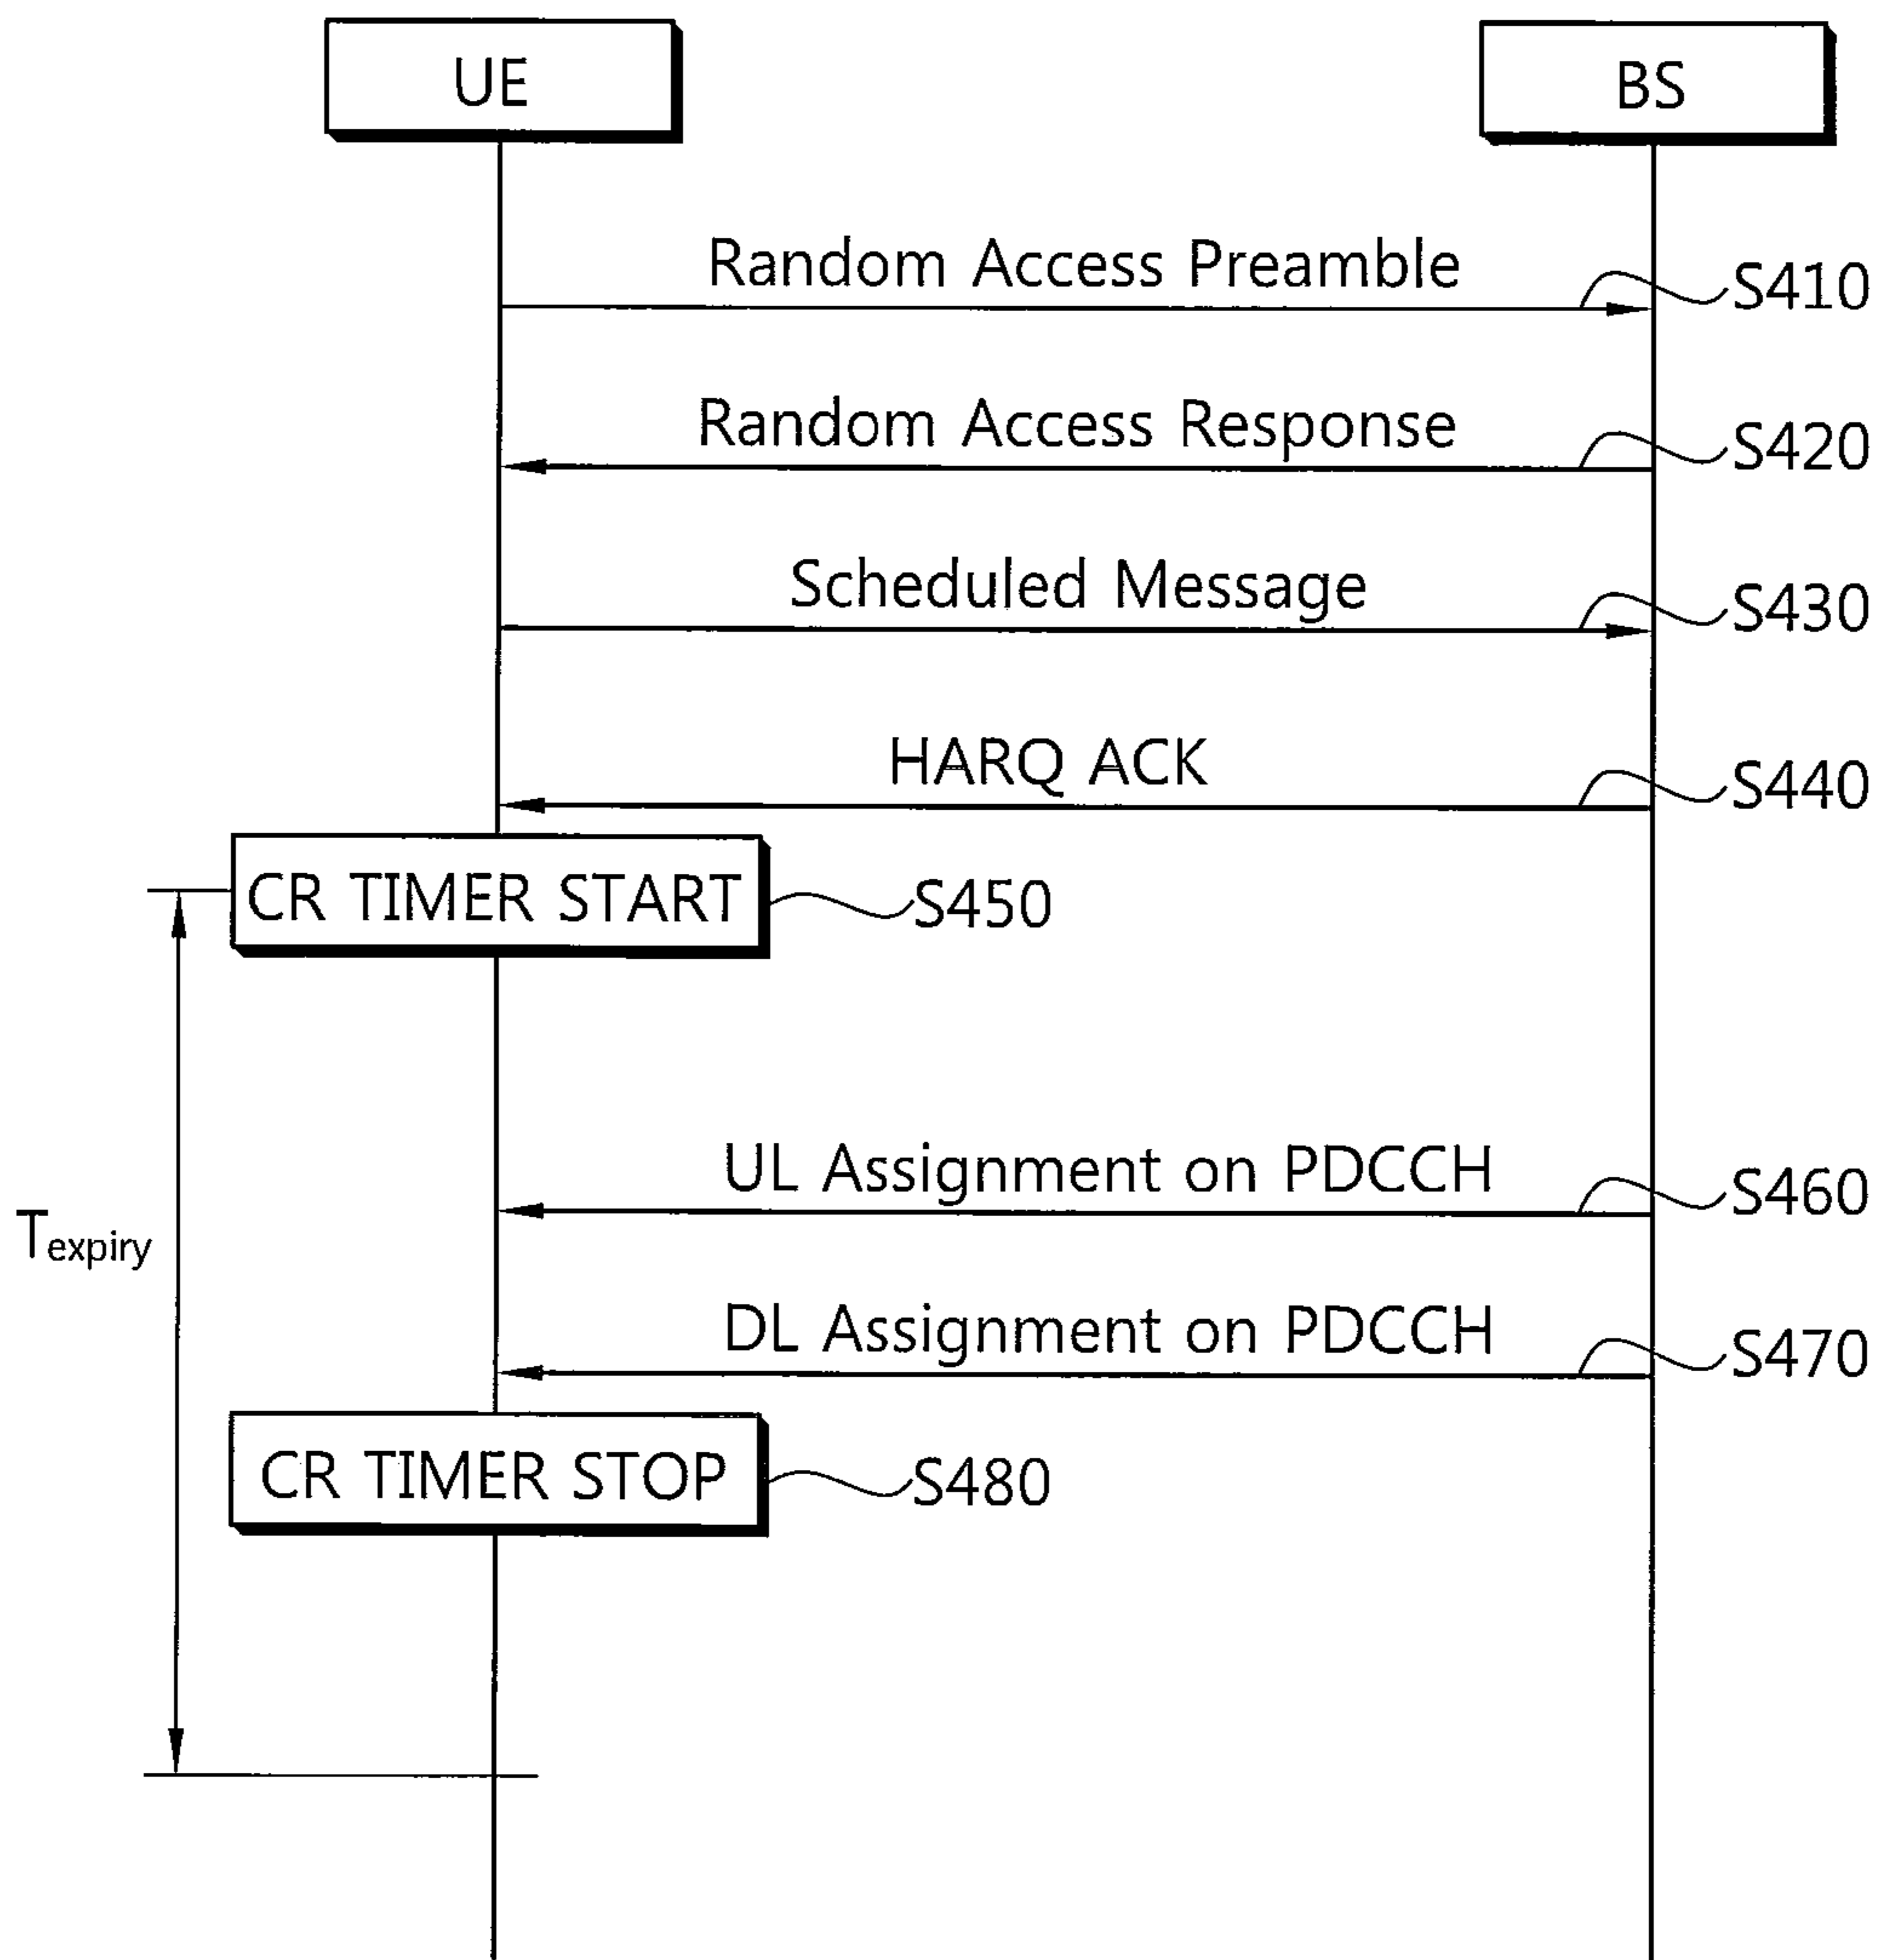 UE
BS
Random Access Preamble
S410
Random Access Response
S420
Scheduled Message
S430
HARQ ACK
S440
CR TIMER START
S450
UL Assignment on PDCCH
S460
Texpiry
DL Assignment on PDCCH
S470
CR TIMER STOP
S480